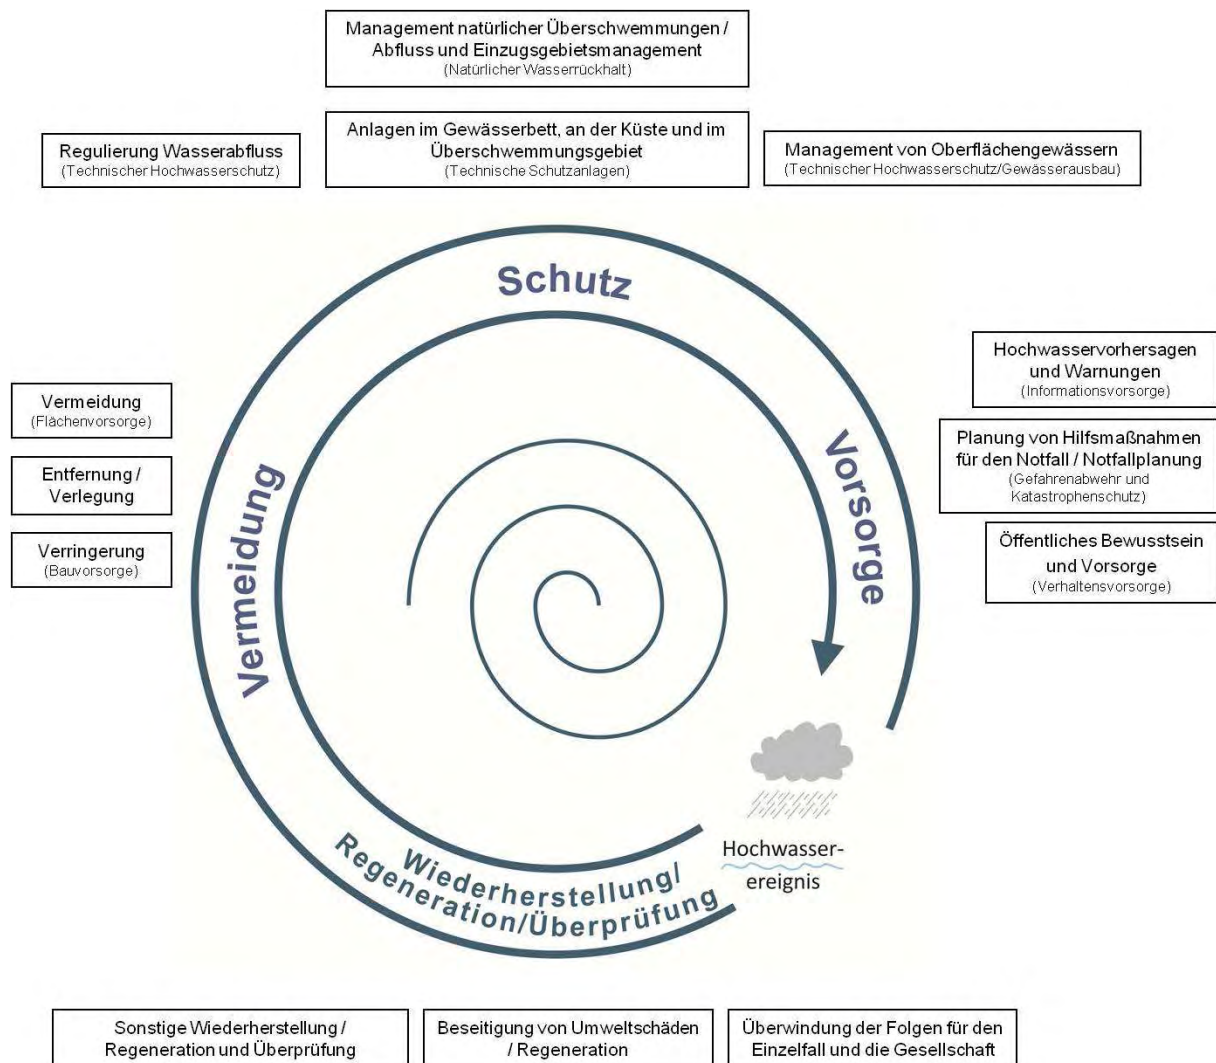 Management natürlicher Überschwemmungen /
Abfluss und Einzugsgebietsmanagement
(Natürlicher Wasserrückhalt)
Regulierung Wasserabfluss
(Technischer Hochwasserschutz)
Anlagen im Gewässerbett, an der Küste und im
Überschwemmungsgebiet
(Technische Schutzanlagen)
Management von Oberflächengewässern
(Technischer Hochwasserschutz/Gewässerausbau)
Schutz
Vorsorge
Hochwasservorhersagen
und Warnungen
(Informationsvorsorge)
Planung von Hilfsmaßnahmen
für den Notfall / Notfallplanung
(Gefahrenabwehr und
Katastrophenschutz)
Öffentliches Bewusstsein
und Vorsorge
(Verhaltensvorsorge)
Vermeidung
(Flächenvorsorge)
Entfernung /
Verlegung
Verringerung
(Bauvorsorge)
Vermeidung
Hochwasser-
ereignis
Wiederherstellung/
Regeneration/Überprüfung
Sonstige Wiederherstellung /
Regeneration und Überprüfung
Beseitigung von Umweltschäden
/ Regeneration
Überwindung der Folgen für den
Einzelfall und die Gesellschaft